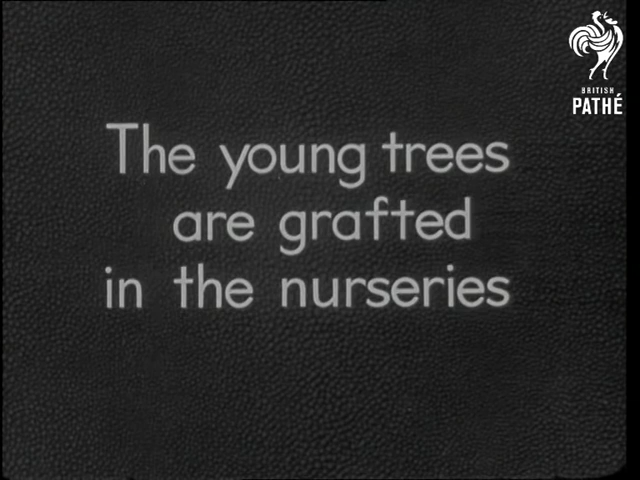 BRITISH
PATHÉ
The young trees
are grafted
in the nurseries